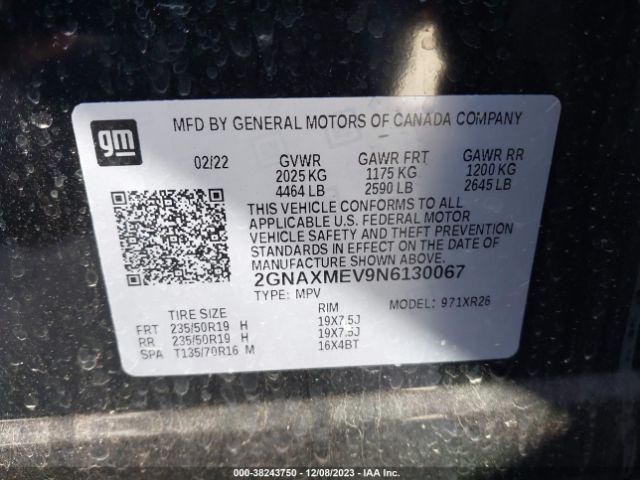 gm
MFD BY GENERAL MOTORS OF CANADA COMPANY
02/22 GVWR GAWR FRT GAWR RR
2025 KG 1175 KG 1200 KG
4464 LB 2590 LB 2645 LB
THIS VEHICLE CONFORMS TO ALL
APPLICABLE U.S. FEDERAL MOTOR
VEHICLE SAFETY AND THEFT PREVENTION
STANDARDS IN EFFECT ON THE DATE OF
MANUFACTURE SHOWN ABOVE.
2GNAXMEV9N6130067
TYPE: MPV MODEL: 971XR26
TIRE SIZE RIM
FRT 235/50R19 H 19X7.5J
RR 235/50R19 H 19X7.5J
SPA T135/70R16 M 16X4BT
000-38243750 - 12/08/2023 - IAA Inc.